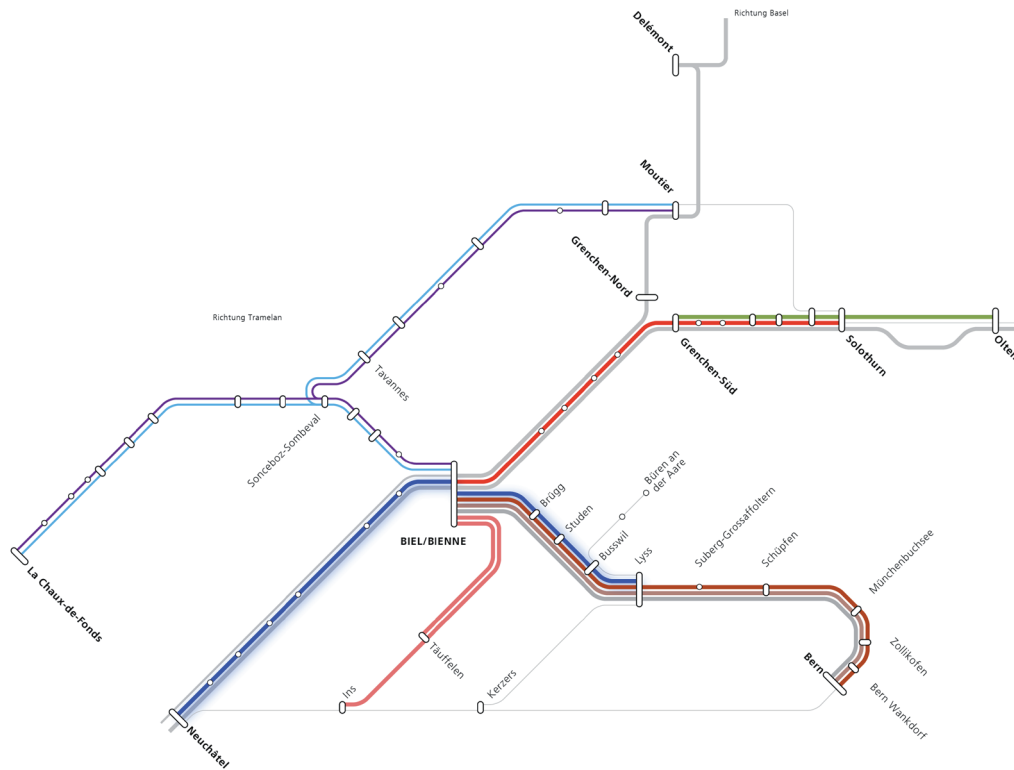 Richtung Basel
Delémont
Moutier
Grenchen-Nord
Richtung Tramelan
Grenchen-Süd
Solothurn
Olten
Tavannes
Sonceboz-Sombeval
Büren an
der Aare
Brügg
Studen
Busswil
Lyss
Suberg-Grossaffoltern
Schüpfen
Münchenbuchsee
BIEL/BIENNE
La Chaux-de-Fonds
Täuffelen
Ins
Kerzers
Bern
Zollikofen
Bern Wankdorf
Neuchâtel